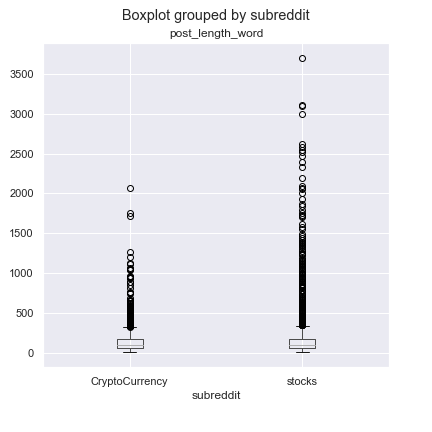 Boxplot grouped by subreddit
post_length_word
3500
3000
2500
2000
1500
1000
500
0
CryptoCurrency stocks
subreddit